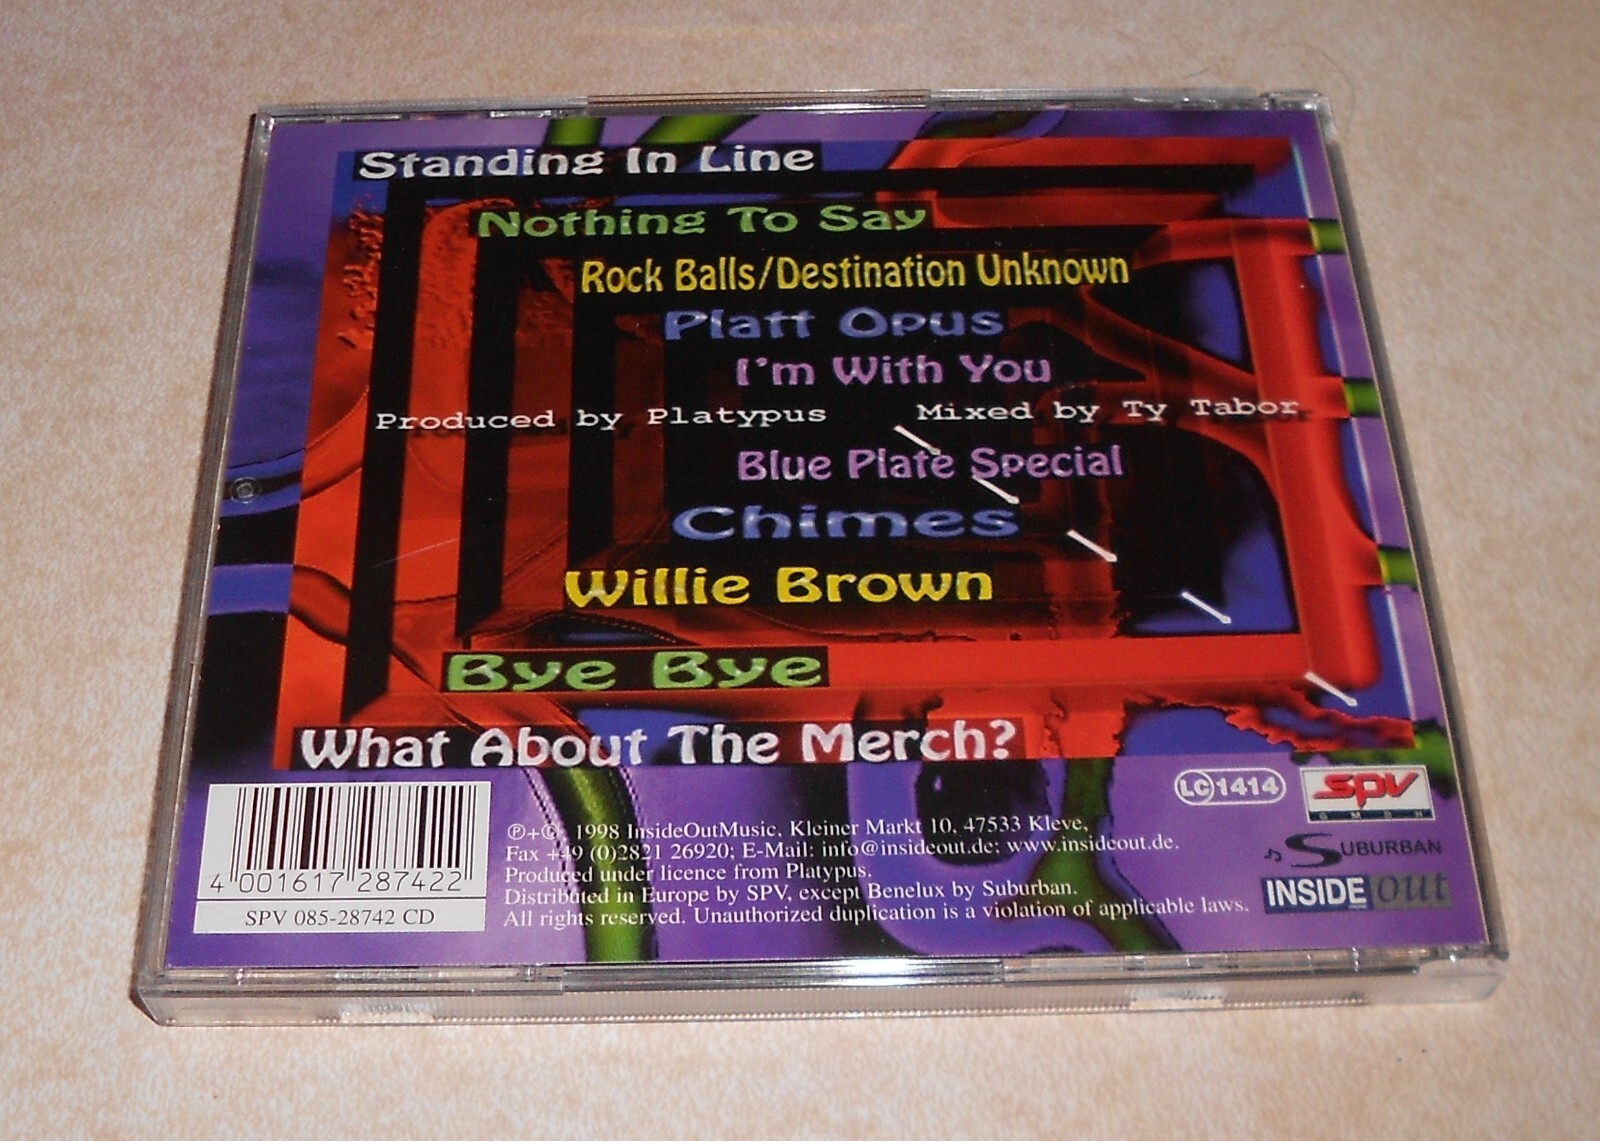 Standing In Line
Nothing To Say
Rock Balls/Destination Unknown
Platt Opus
I'm With You
Produced by Platypus Mixed by Ty Tabor
Blue Plate Special
Chimes
Willie Brown
Bye Bye
What About The Merch?
4 001617 287422
SPV 085-28742 CD
℗+©, 1998 InsideOutMusic, Kleiner Markt 10, 47533 Kleve,
Fax +49 (0)2821 26920; E-Mail: info@insideout.de; www.insideout.de.
Produced under licence from Platypus.
Distributed in Europe by SPV, except Benelux by Suburban.
All rights reserved. Unauthorized duplication is a violation of applicable laws.
LC 1414
SPV
GMBH
SUBURBAN
INSIDE out